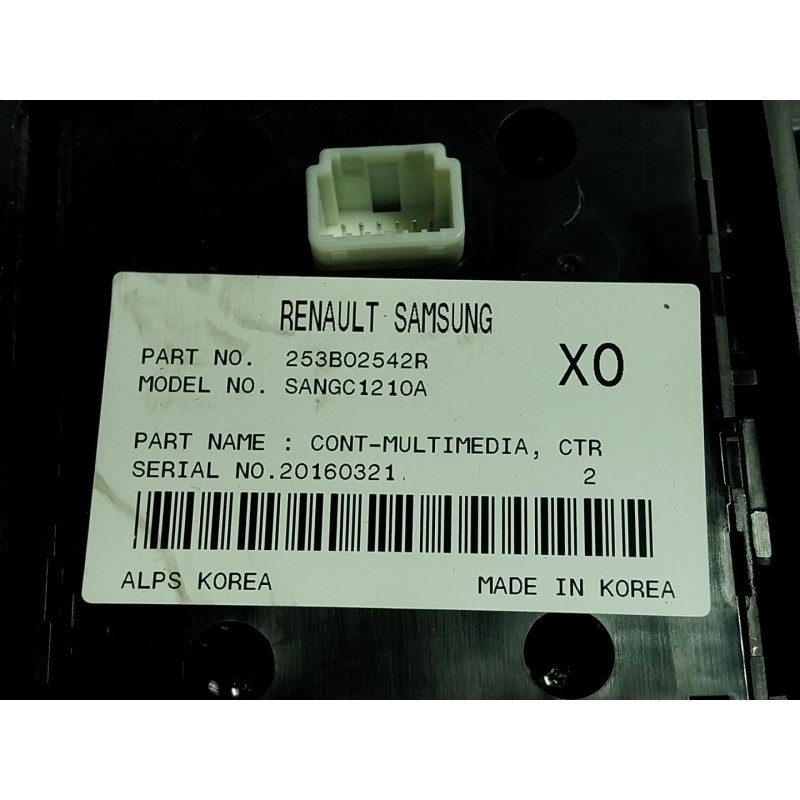 RENAULT SAMSUNG
PART NO. 253B02542R
X0
MODEL NO. SANGC1210A
PART NAME : CONT-MULTIMEDIA, CTR
SERIAL NO.20160321 2
ALPS KOREA MADE IN KOREA